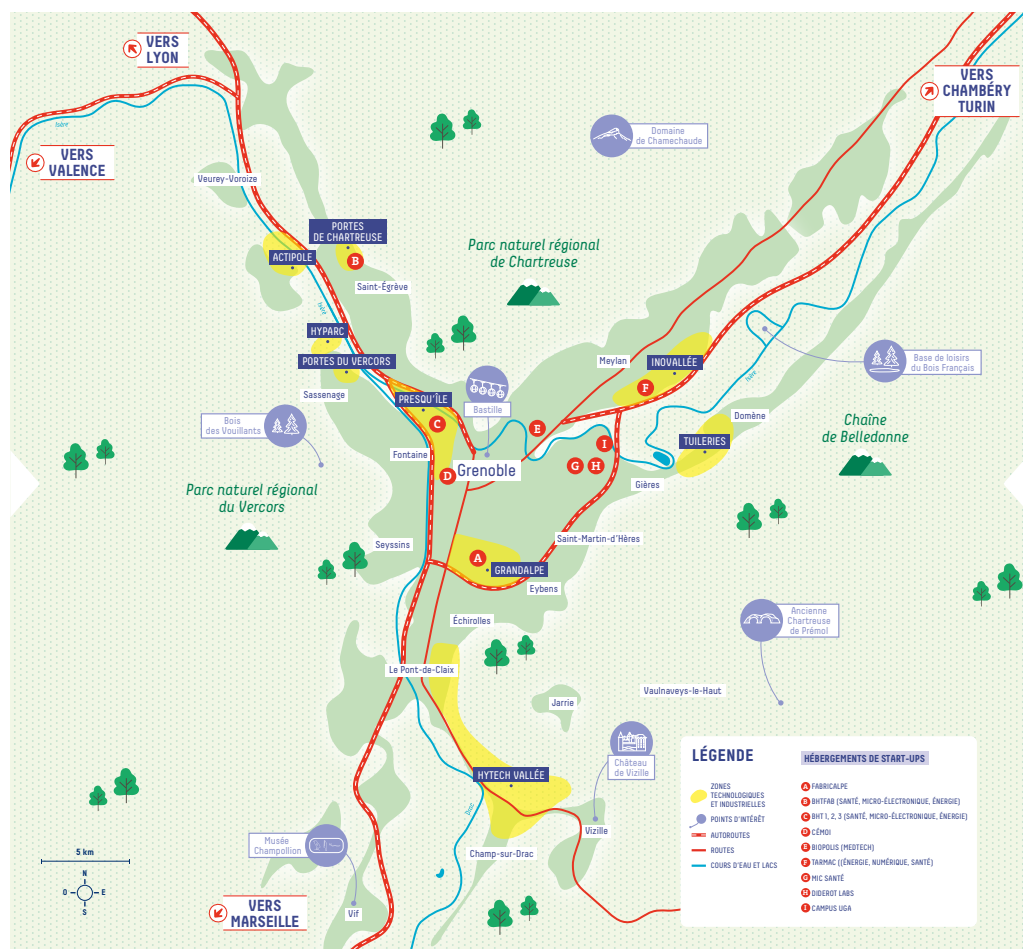 VERS
LYON
VERS
CHAMBÉRY
TURIN
Isère
VERS
VALENCE
Domaine
de Chamechaude
Veurey-Voroize
PORTES
DE CHARTREUSE
Parc naturel régional
de Chartreuse
ACTIPOLE
B
Saint-Égrève
Isère
HYPARC
PORTES DU VERCORS
Sassenage
Meylan
INOVALLÉE
F
Base de loisirs
du Bois Français
Isère
PRESQU'ÎLE
Bastille
C
E
I
Domène
Chaîne
de Belledonne
TUILERIES
Bois
des Vouillants
Fontaine
D
Grenoble
G
H
Gières
Parc naturel régional
du Vercors
Seyssins
Saint-Martin-d'Hères
A
GRANDALPE
Eybens
Échirolles
Ancienne
Chartreuse
de Prémol
Le Pont-de-Claix
Vaulnaveys-le-Haut
Jarrie
Château
de Vizille
HYTECH VALLÉE
Drac
Vizille
Champ-sur-Drac
Musée
Champollion
Vif
5 km
N
O
E
S
VERS
MARSEILLE
LÉGENDE
ZONES
TECHNOLOGIQUES
ET INDUSTRIELLES
POINTS D'INTÉRÊT
AUTOROUTES
ROUTES
COURS D'EAU ET LACS
HÉBERGEMENTS DE START-UPS
A FABRICALPE
B BHTFAB (SANTÉ, MICRO-ÉLECTRONIQUE, ÉNERGIE)
C BHT 1, 2, 3 (SANTÉ, MICRO-ÉLECTRONIQUE, ÉNERGIE)
D CÉMOI
E BIOPOLIS (MEDTECH)
F TARMAC ((ÉNERGIE, NUMÉRIQUE, SANTÉ)
G MIC SANTÉ
H DIDEROT LABS
I CAMPUS UGA